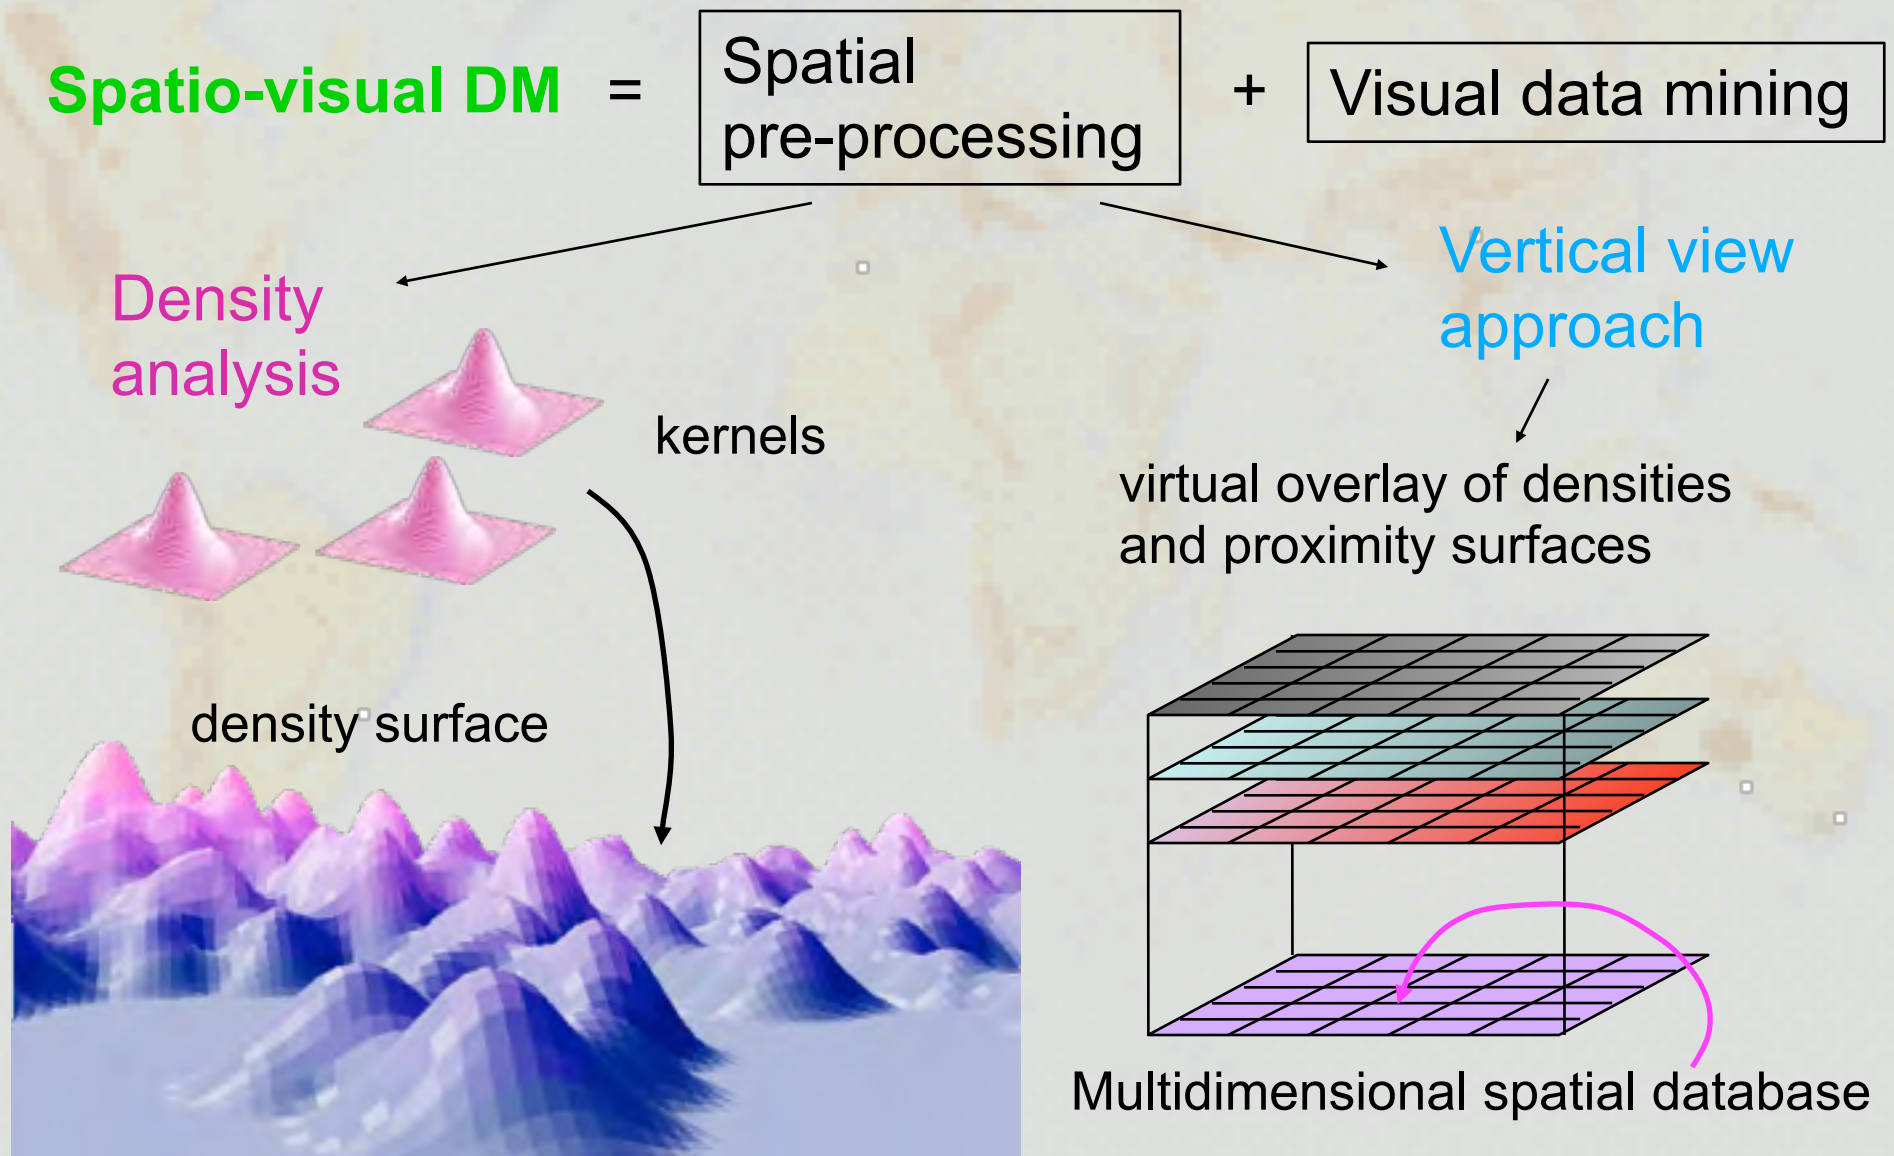 Spatio-visual DM = Spatial
pre-processing + Visual data mining
Density
analysis
Vertical view
approach
kernels
virtual overlay of densities
and proximity surfaces
density surface
Multidimensional spatial database